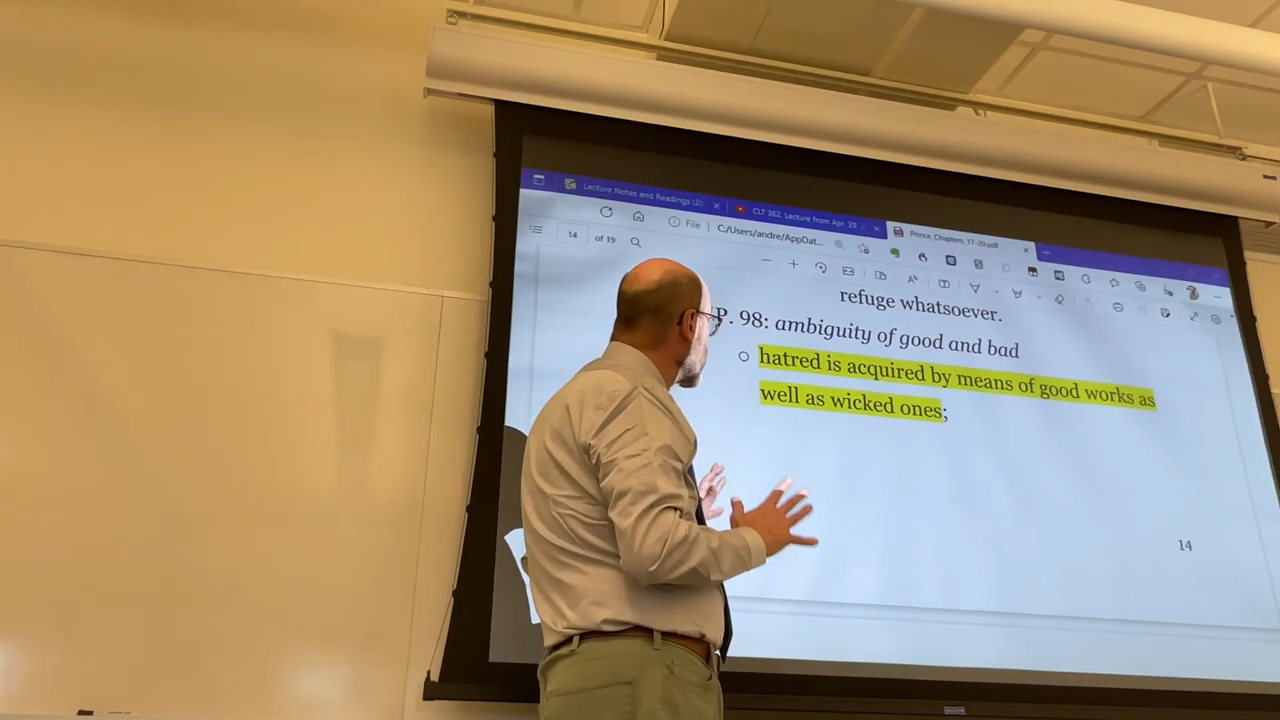 Lecture Notes and Readings (2
CLT 362: Lecture from Apr. 29
Prince_Chapters_17-20.pdf
File
C:/Users/andre/AppDat...
14 of 19
refuge whatsoever.
P. 98: ambiguity of good and bad
hatred is acquired by means of good works as
well as wicked ones;
14